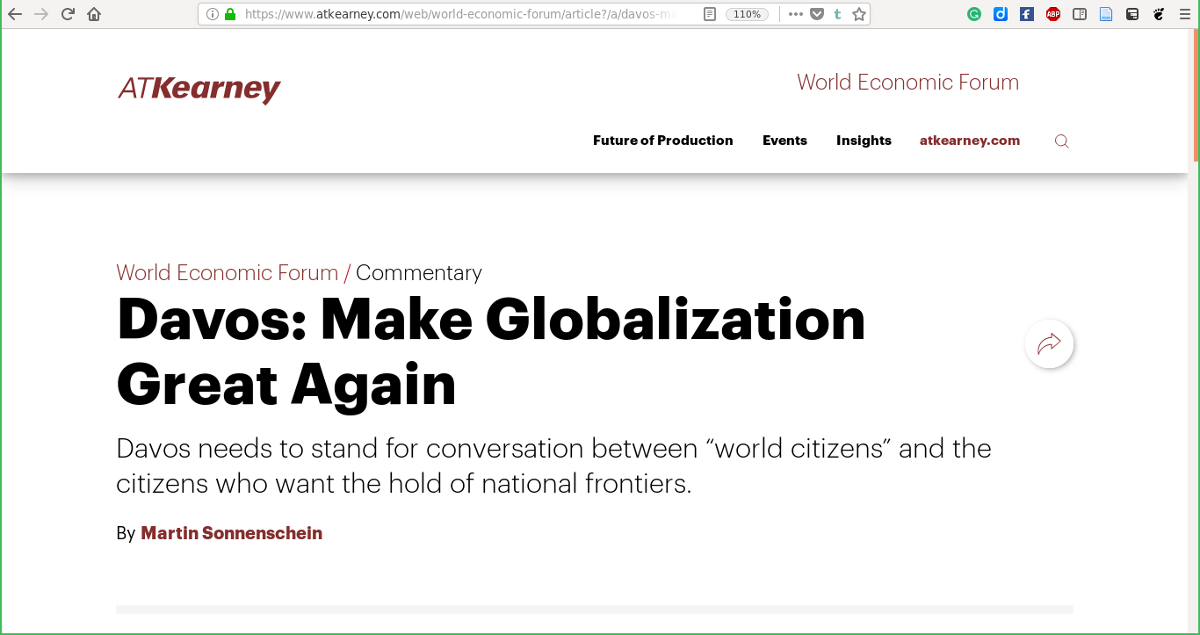 https://www.atkearney.com/web/world-economic-forum/article?/a/davos-m
110%
ABP
ATKearney
World Economic Forum
Future of Production Events Insights atkearney.com
World Economic Forum / Commentary
Davos: Make Globalization
Great Again
Davos needs to stand for conversation between “world citizens” and the
citizens who want the hold of national frontiers.
By Martin Sonnenschein